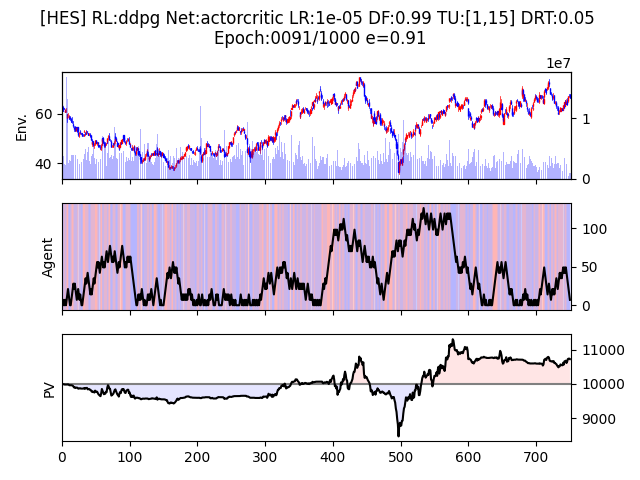 [HES] RL:ddpg Net:actorcritic LR:1e-05 DF:0.99 TU:[1,15] DRT:0.05
Epoch:0091/1000 e=0.91
1e7
Env.
60
40
1
0
Agent
100
50
0
PV
11000
10000
9000
0 100 200 300 400 500 600 700